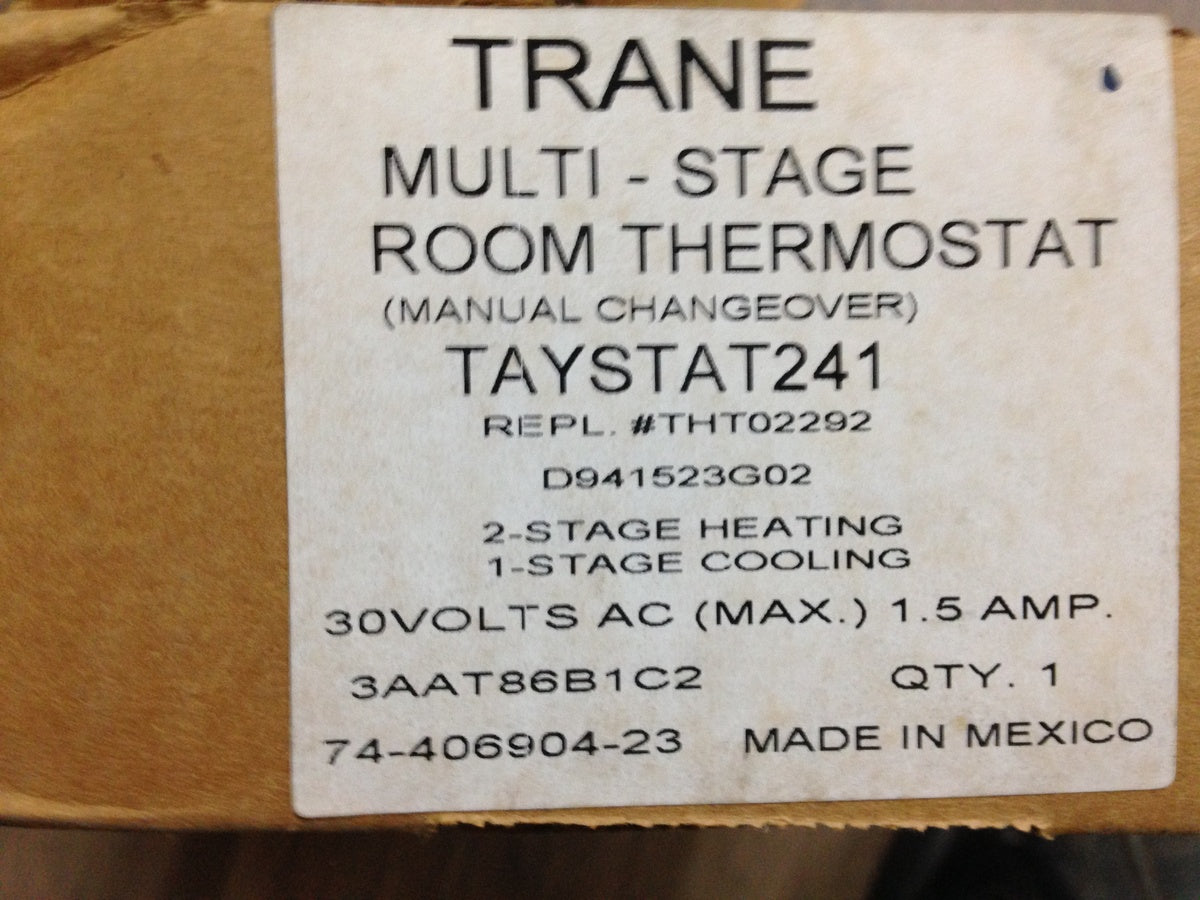 TRANE
MULTI - STAGE
ROOM THERMOSTAT
(MANUAL CHANGEOVER)
TAYSTAT241
REPL. #THT02292
D941523G02
2-STAGE HEATING
1-STAGE COOLING
30VOLTS AC (MAX.) 1.5 AMP.
3AAT86B1C2 QTY. 1
74-406904-23 MADE IN MEXICO